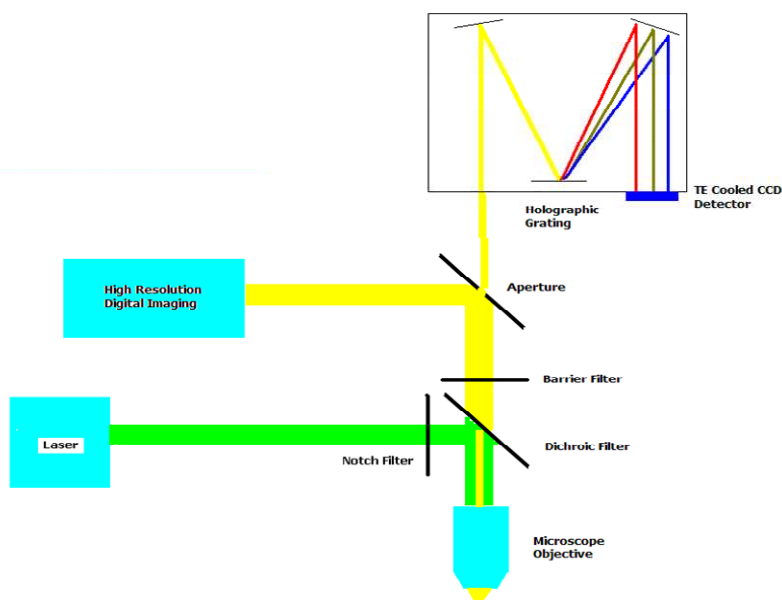 TE Cooled CCD
Detector
Holographic
Grating
High Resolution
Digital Imaging
Aperture
Barrier Filter
Laser
Notch Filter
Dichroic Filter
Microscope
Objective